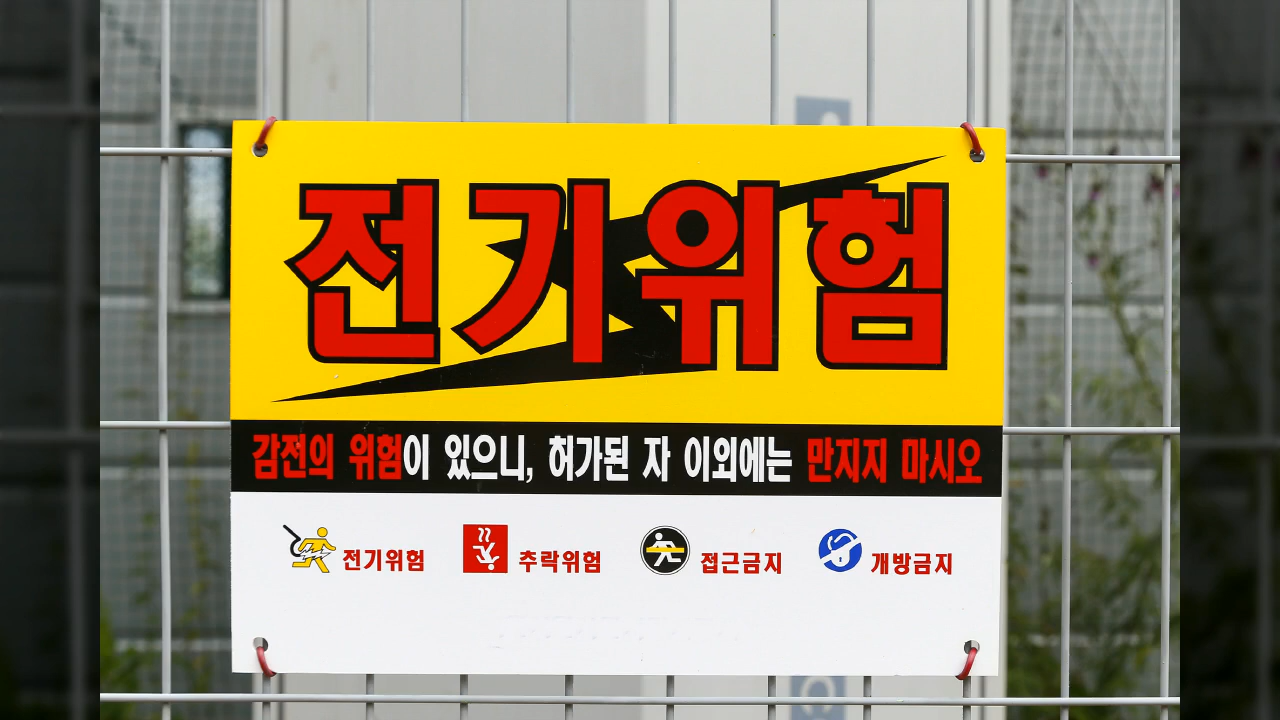 전기위험
감전의 위험이 있으니, 허가된 자 이외에는 만지지 마시오
전기위험 추락위험 접근금지 개방금지